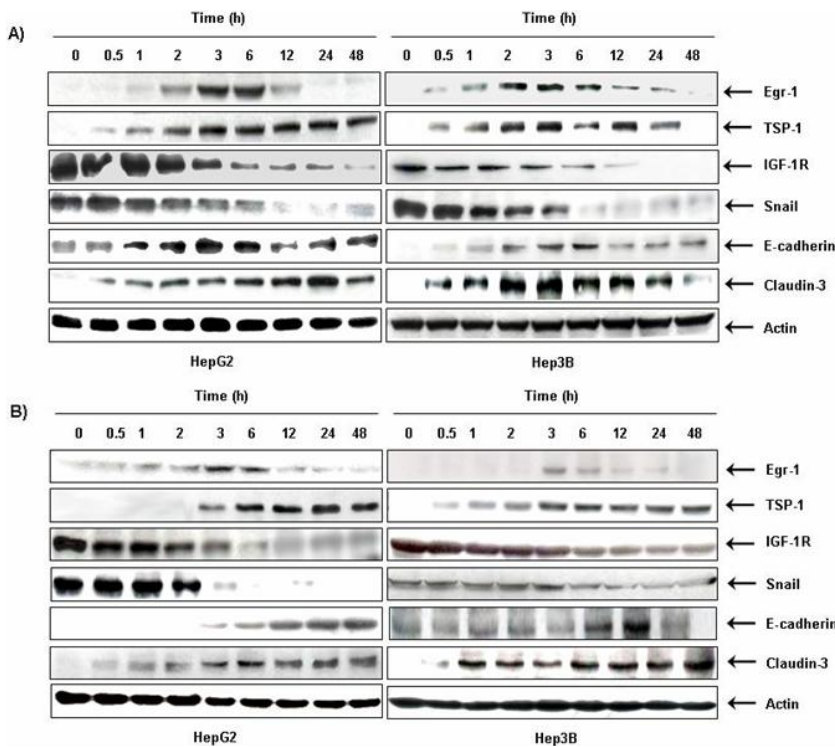 Time (h) Time (h)
A)
0 0.5 1 2 3 6 12 24 48 0 0.5 1 2 3 6 12 24 48
Egr-1
TSP-1
IGF-1R
Snail
E-cadherin
Claudin-3
Actin
HepG2 Hep3B
Time (h) Time (h)
B)
0 0.5 1 2 3 6 12 24 48 0 0.5 1 2 3 6 12 24 48
Egr-1
TSP-1
IGF-1R
Snail
E-cadherin
Claudin-3
Actin
HepG2 Hep3B